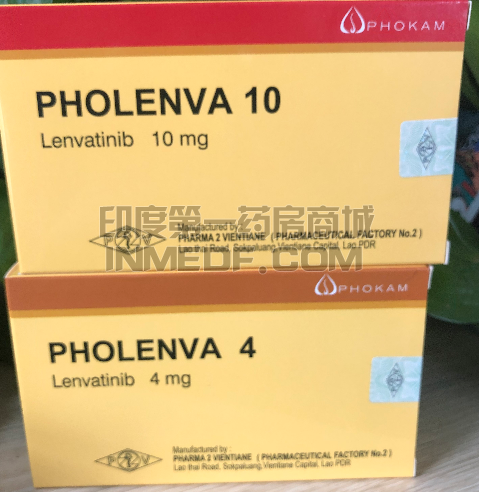 PHOKAM
PHOLENVA 10
Lenvatinib 10 mg
印度第一药房商城
INMEDF.COM
Manufactured by :
PHARMA 2 VIENTIANE ( PHARMACEUTICAL FACTORY No.2 )
Lao thai Road, Sokpaluang,Vientiane Capital, Lao PDR
PHOKAM
PHOLENVA 4
Lenvatinib 4 mg
Manufactured by :
PHARMA 2 VIENTIANE ( PHARMACEUTICAL FACTORY No.2 )
Lao thai Road, Sokpaluang,Vientiane Capital, Lao PDR